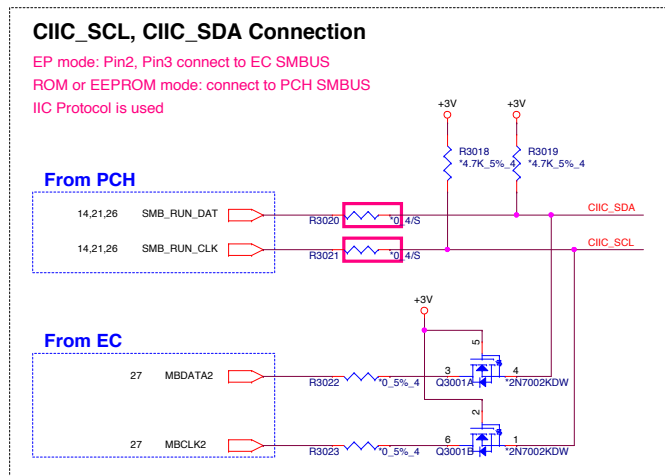 CIIC_SCL, CIIC_SDA Connection
EP mode: Pin2, Pin3 connect to EC SMBUS
ROM or EEPROM mode: connect to PCH SMBUS
IIC Protocol is used
+3V +3V
R3018 R3019
*4.7K_5%_4 *4.7K_5%_4
From PCH
14,21,26 SMB_RUN_DAT R3020 *0_4/S CIIC_SDA
14,21,26 SMB_RUN_CLK R3021 *0_4/S CIIC_SCL
+3V
From EC
5
27 MBDATA2 R3022 *0_5%_4 3 Q3001A 4 *2N7002KDW
2
27 MBCLK2 R3023 *0_5%_4 6 Q3001B 1 *2N7002KDW